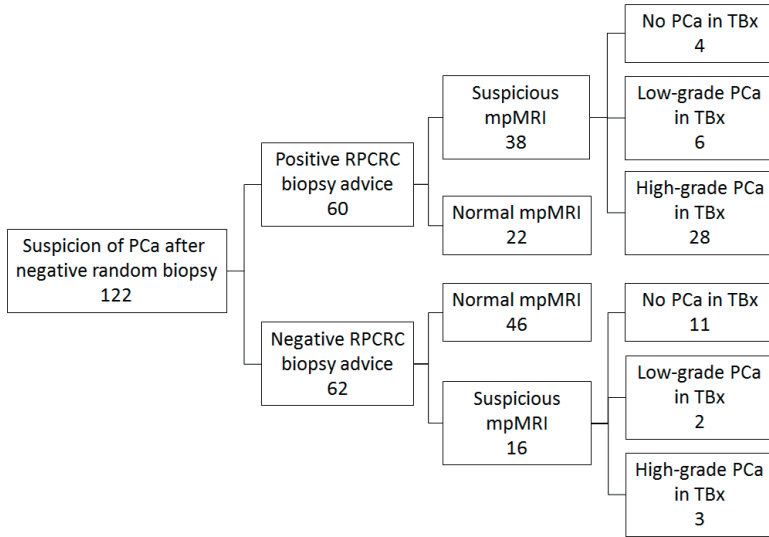 Suspicion of PCa after
negative random biopsy
122
Positive RPCRC
biopsy advice
60
Suspicious
mpMRI
38
No PCa in TBx
4
Low-grade PCa
in TBx
6
High-grade PCa
in TBx
28
Normal mpMRI
22
Negative RPCRC
biopsy advice
62
Normal mpMRI
46
Suspicious
mpMRI
16
No PCa in TBx
11
Low-grade PCa
in TBx
2
High-grade PCa
in TBx
3